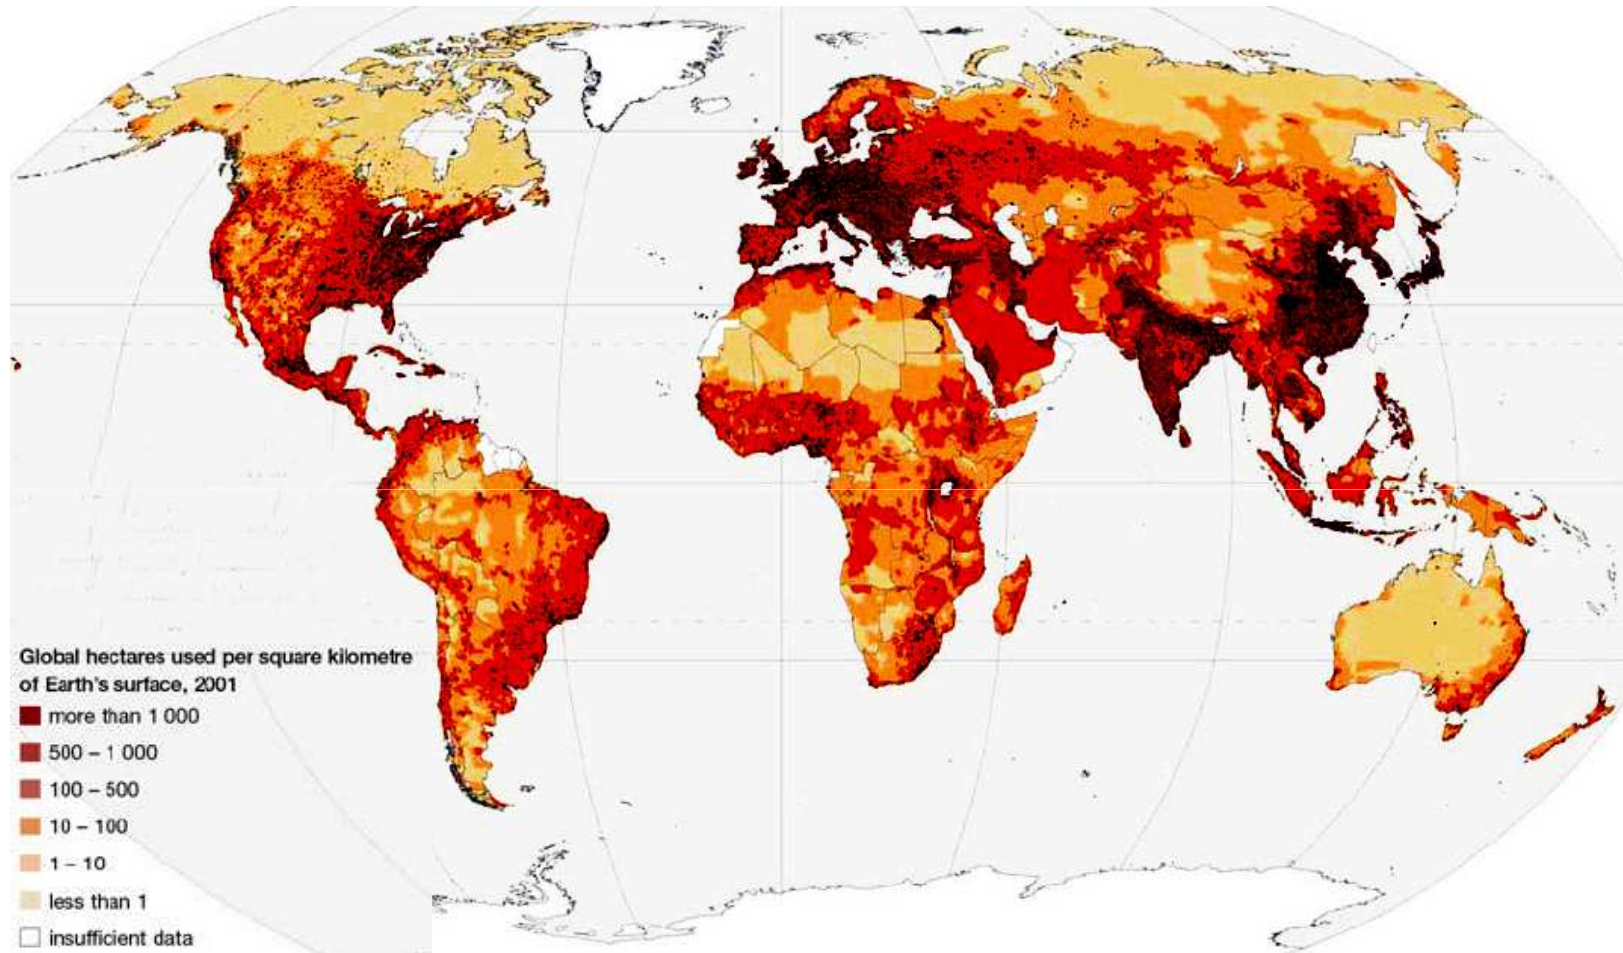 Global hectares used per square kilometre
of Earth's surface, 2001
more than 1 000
500 – 1 000
100 – 500
10 – 100
1 – 10
less than 1
insufficient data